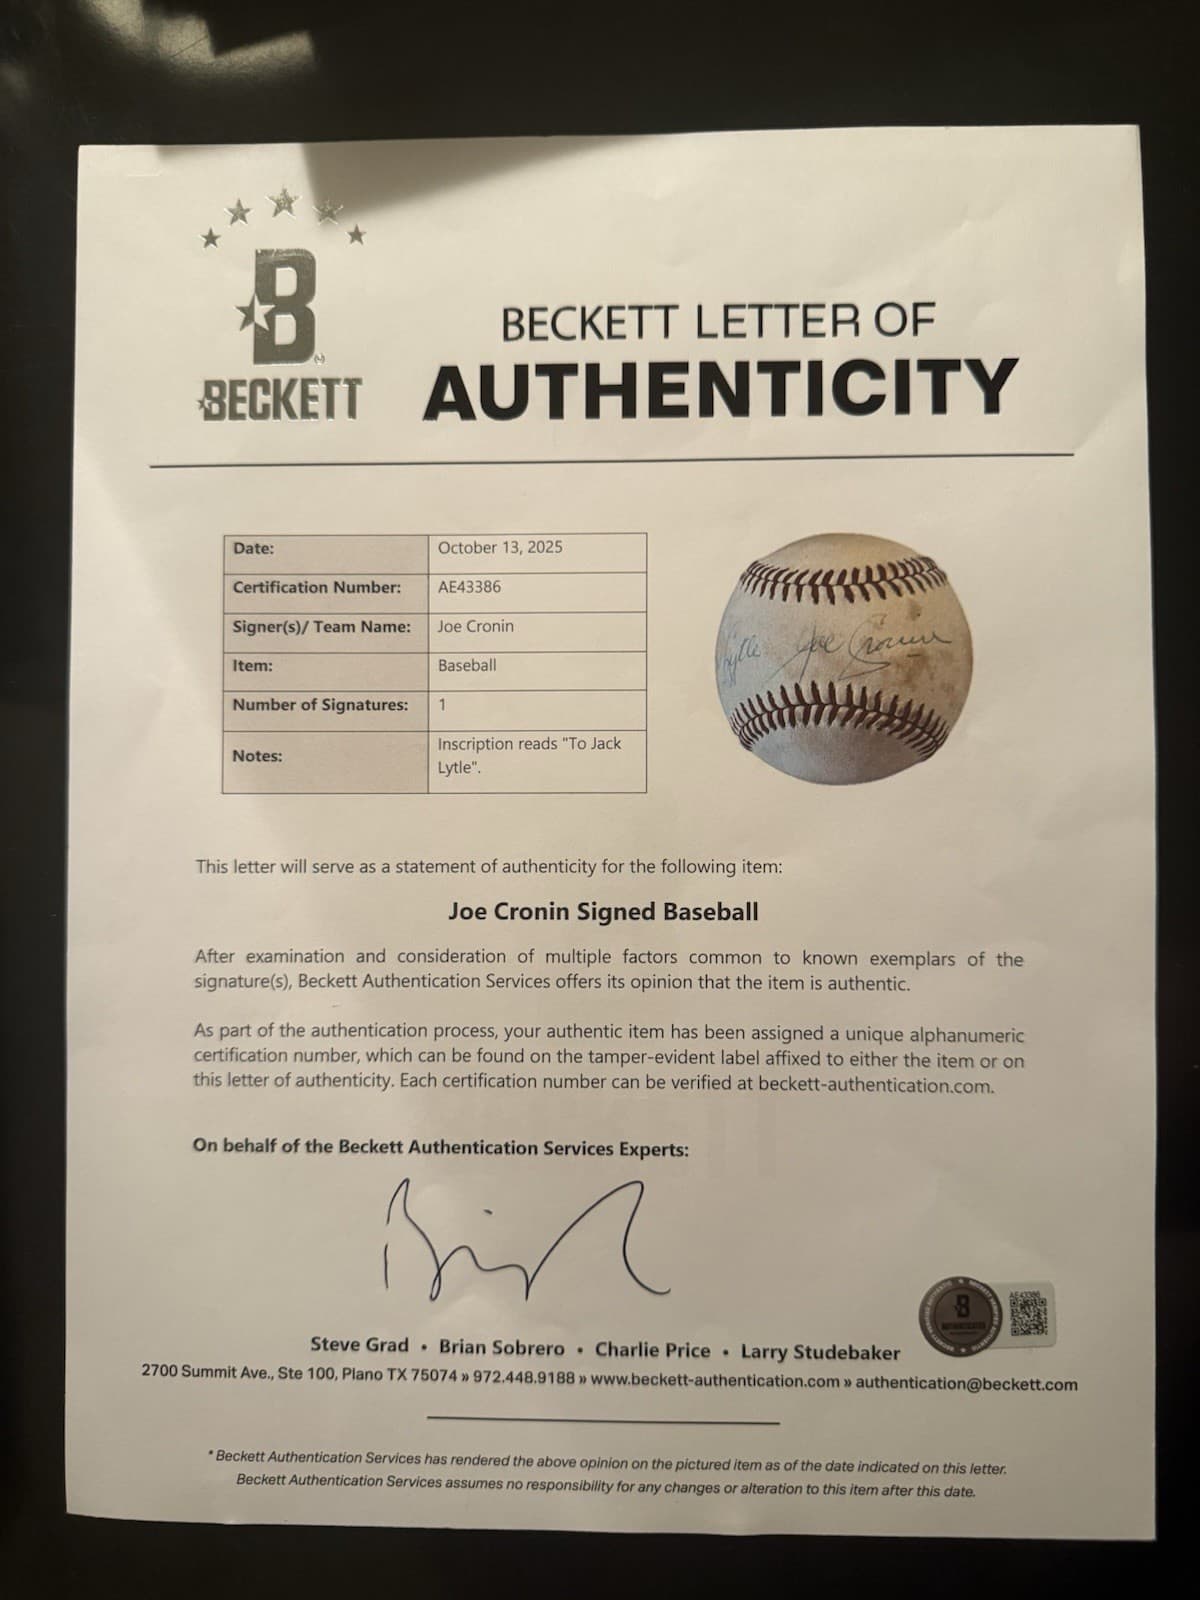 BECKETT
BECKETT LETTER OF
AUTHENTICITY
Date: October 13, 2025
Certification Number: AE43386
Signer(s)/ Team Name: Joe Cronin
Item: Baseball
Number of Signatures: 1
Notes: Inscription reads "To Jack
Lytle".
Lytle Joe Cronin
This letter will serve as a statement of authenticity for the following item:
Joe Cronin Signed Baseball
After examination and consideration of multiple factors common to known exemplars of the
signature(s), Beckett Authentication Services offers its opinion that the item is authentic.
As part of the authentication process, your authentic item has been assigned a unique alphanumeric
certification number, which can be found on the tamper-evident label affixed to either the item or on
this letter of authenticity. Each certification number can be verified at beckett-authentication.com.
On behalf of the Beckett Authentication Services Experts:
AE43386
Steve Grad • Brian Sobrero • Charlie Price • Larry Studebaker
2700 Summit Ave., Ste 100, Plano TX 75074 » 972.448.9188 » www.beckett-authentication.com » authentication@beckett.com
* Beckett Authentication Services has rendered the above opinion on the pictured item as of the date indicated on this letter.
Beckett Authentication Services assumes no responsibility for any changes or alteration to this item after this date.